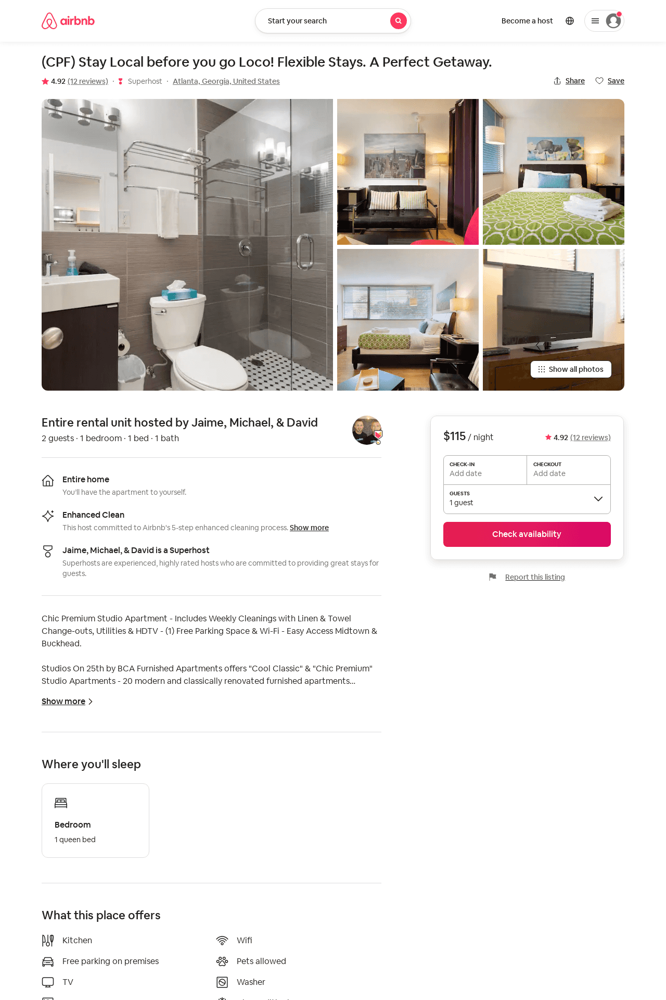 airbnb
Start your search
Become a host
(CPF) Stay Local before you go Loco! Flexible Stays. A Perfect Getaway.
4.92 (12 reviews) · Superhost · Atlanta, Georgia, United States
Share
Save
Show all photos
Entire rental unit hosted by Jaime, Michael, & David
2 guests · 1 bedroom · 1 bed · 1 bath
Entire home
You'll have the apartment to yourself.
Enhanced Clean
This host committed to Airbnb's 5-step enhanced cleaning process. Show more
Jaime, Michael, & David is a Superhost
Superhosts are experienced, highly rated hosts who are committed to providing great stays for
guests.
$115 / night
4.92 (12 reviews)
CHECK-IN
Add date
CHECKOUT
Add date
GUESTS
1 guest
Check availability
Report this listing
Chic Premium Studio Apartment - Includes Weekly Cleanings with Linen & Towel
Change-outs, Utilities & HDTV - (1) Free Parking Space & Wi-Fi - Easy Access Midtown &
Buckhead.
Studios On 25th by BCA Furnished Apartments offers "Cool Classic" & "Chic Premium"
Studio Apartments - 20 modern and classically renovated furnished apartments…
Show more
Where you'll sleep
Bedroom
1 queen bed
What this place offers
Kitchen
Wifi
Free parking on premises
Pets allowed
TV
Washer